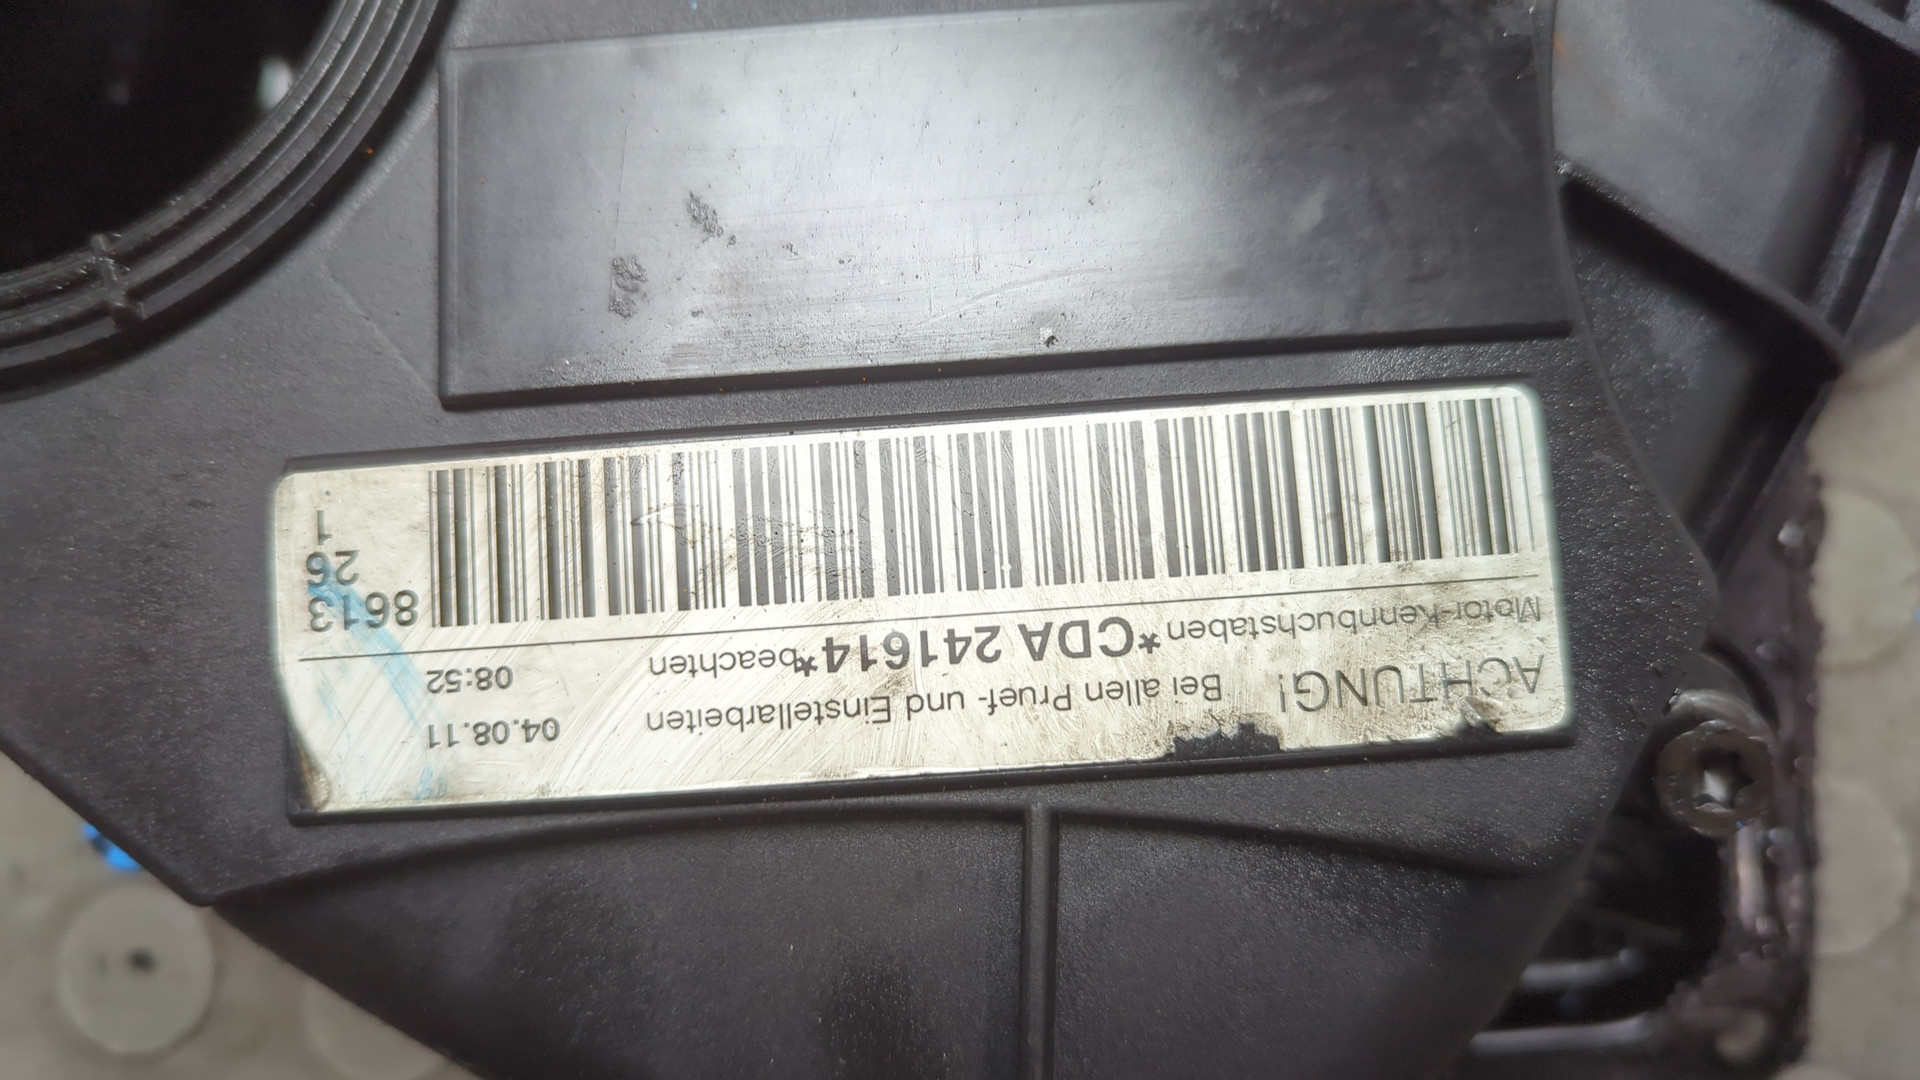 ACHTUNG! Bei allen Pruef- und Einstellarbeiten 04.08.11
Motor-Kennbuchstaben *CDA 241614* beachten 08:52
8613
26
1